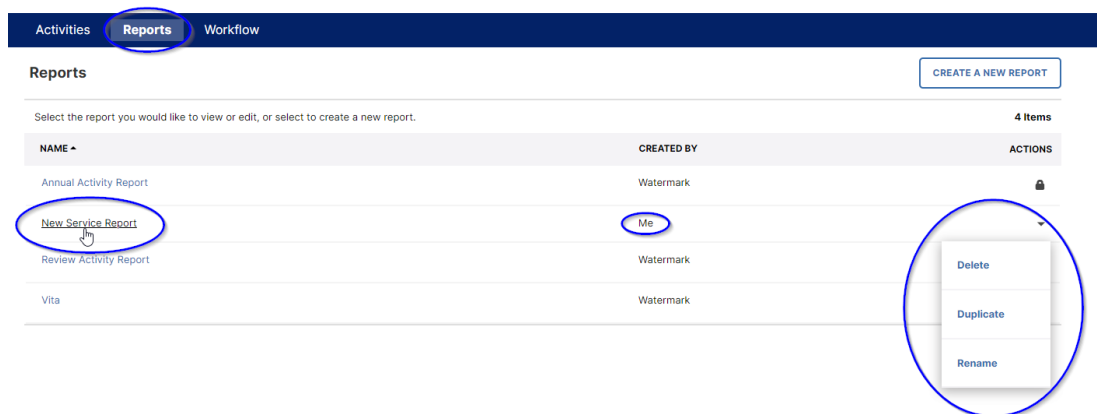 Activities Reports Workflow
Reports CREATE A NEW REPORT
Select the report you would like to view or edit, or select to create a new report. 4 Items
NAME CREATED BY ACTIONS
Annual Activity Report Watermark
New Service Report Me
Review Activity Report Watermark
Delete
Vita Watermark
Duplicate
Rename